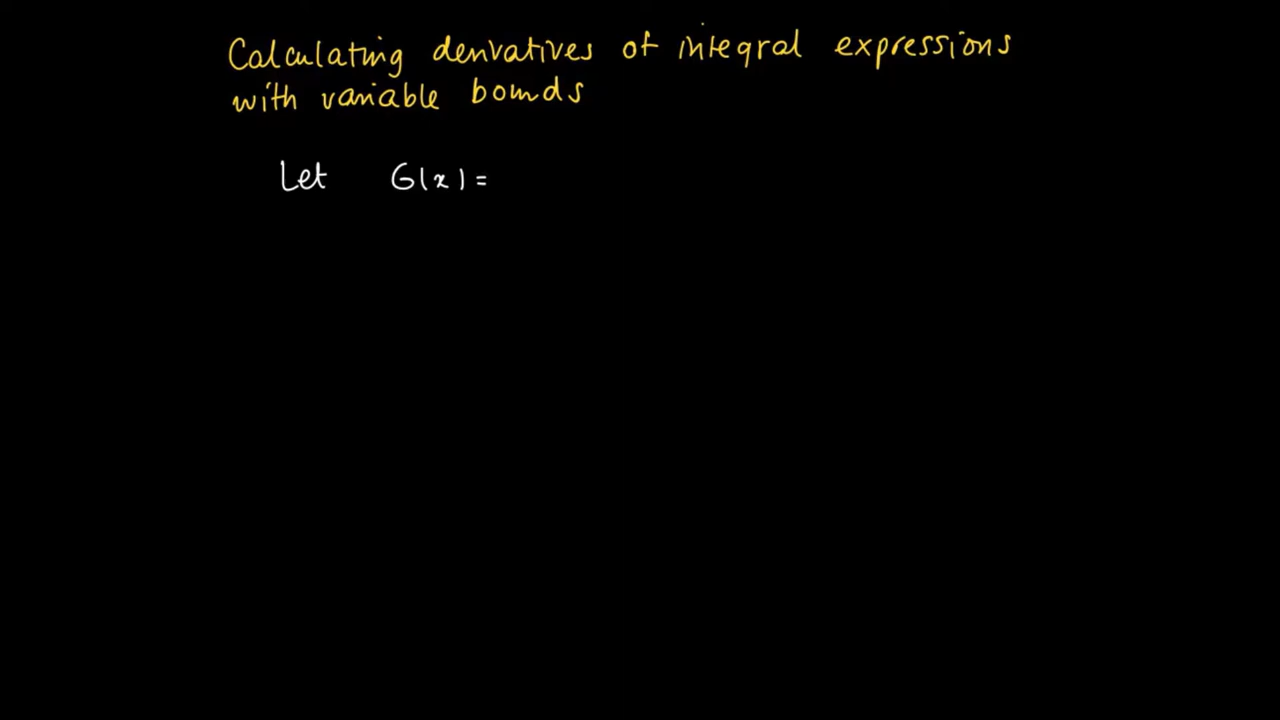 Calculating derivatives of integral expressions
with variable bounds
Let G(x) =